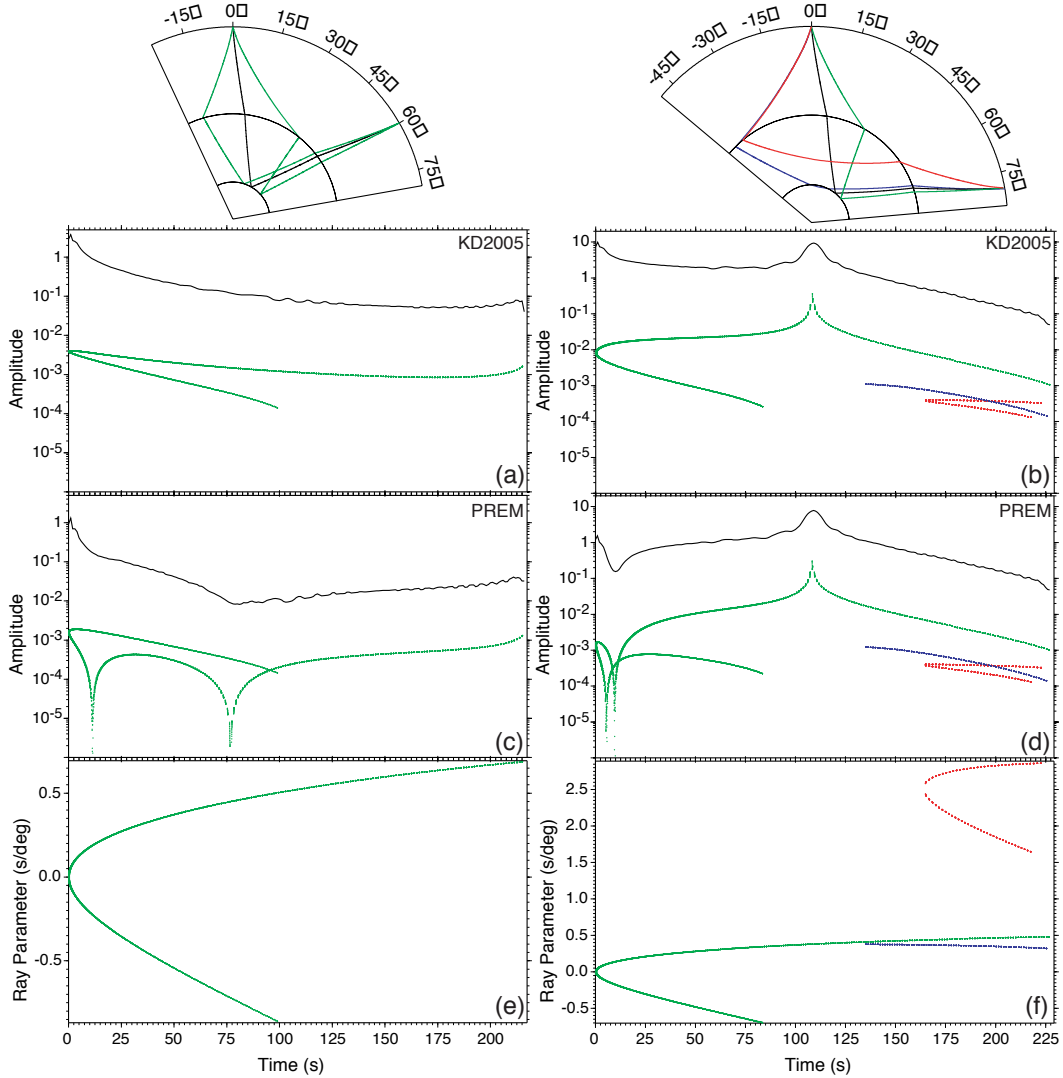 -15□ 0□ 15□ 30□ 45□ 60□ 75□
-45□ -30□ -15□ 0□ 15□ 30□ 45□ 60□ 75□
KD2005
1
10⁻¹
10⁻²
10⁻³
10⁻⁴
10⁻⁵
Amplitude
(a)
KD2005
10
1
10⁻¹
10⁻²
10⁻³
10⁻⁴
10⁻⁵
Amplitude
(b)
PREM
1
10⁻¹
10⁻²
10⁻³
10⁻⁴
10⁻⁵
Amplitude
(c)
PREM
10
1
10⁻¹
10⁻²
10⁻³
10⁻⁴
10⁻⁵
Amplitude
(d)
0.5
0.0
-0.5
Ray Parameter (s/deg)
(e)
0 25 50 75 100 125 150 175 200
Time (s)
2.5
2.0
1.5
1.0
0.5
0.0
-0.5
Ray Parameter (s/deg)
(f)
0 25 50 75 100 125 150 175 200 225
Time (s)